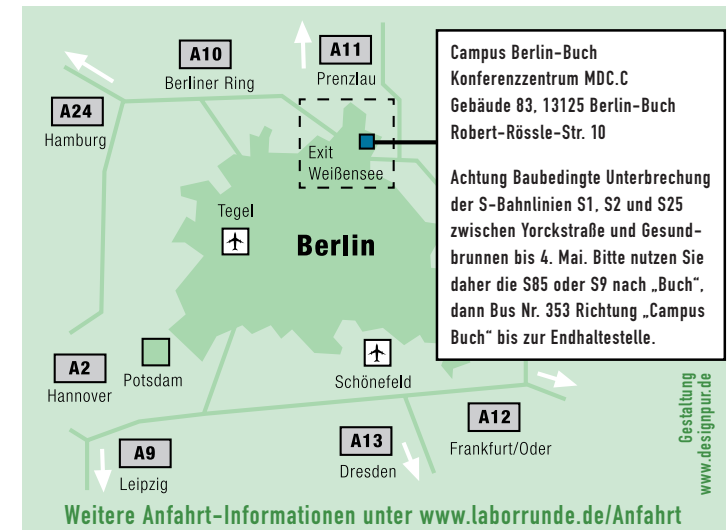 A10
Berliner Ring
A11
Prenzlau
A24
Hamburg
Exit
Weißensee
Campus Berlin-Buch
Konferenzzentrum MDC.C
Gebäude 83, 13125 Berlin-Buch
Robert-Rössle-Str. 10
Achtung Baubedingte Unterbrechung
der S-Bahnlinien S1, S2 und S25
zwischen Yorckstraße und Gesund-
brunnen bis 4. Mai. Bitte nutzen Sie
daher die S85 oder S9 nach „Buch“,
dann Bus Nr. 353 Richtung „Campus
Buch“ bis zur Endhaltestelle.
Tegel
Berlin
A2
Hannover
Potsdam
Schönefeld
A12
Frankfurt/Oder
A13
Dresden
A9
Leipzig
Gestaltung
www.designpur.de
Weitere Anfahrt-Informationen unter www.laborrunde.de/Anfahrt